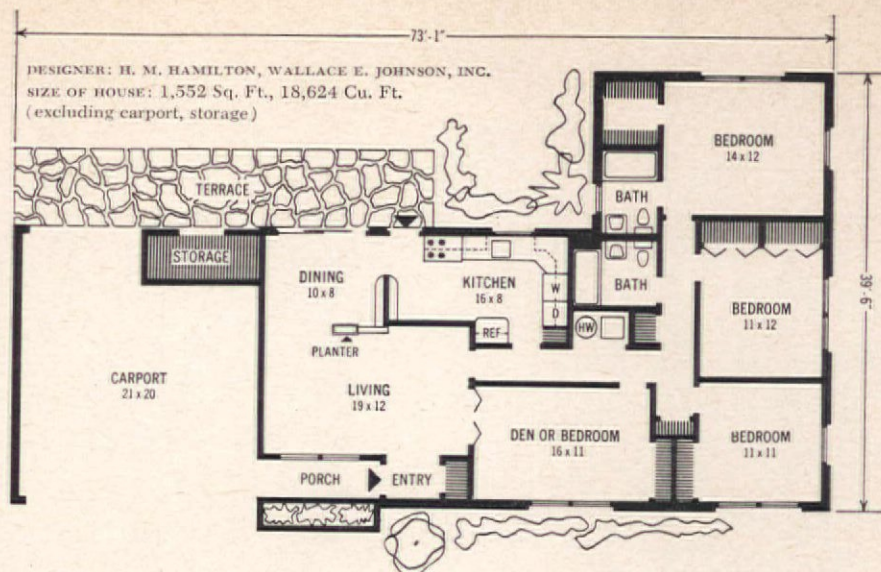 73'-1"
DESIGNER: H. M. HAMILTON, WALLACE E. JOHNSON, INC.
SIZE OF HOUSE: 1,552 Sq. Ft., 18,624 Cu. Ft.
(excluding carport, storage)
BEDROOM
14 x 12
TERRACE
BATH
STORAGE
DINING
10 x 8
KITCHEN
16 x 8
W
D
BATH
BEDROOM
11 x 12
39'-6"
REF
HW
PLANTER
CARPORT
21 x 20
LIVING
19 x 12
DEN OR BEDROOM
16 x 11
BEDROOM
11 x 11
PORCH
ENTRY